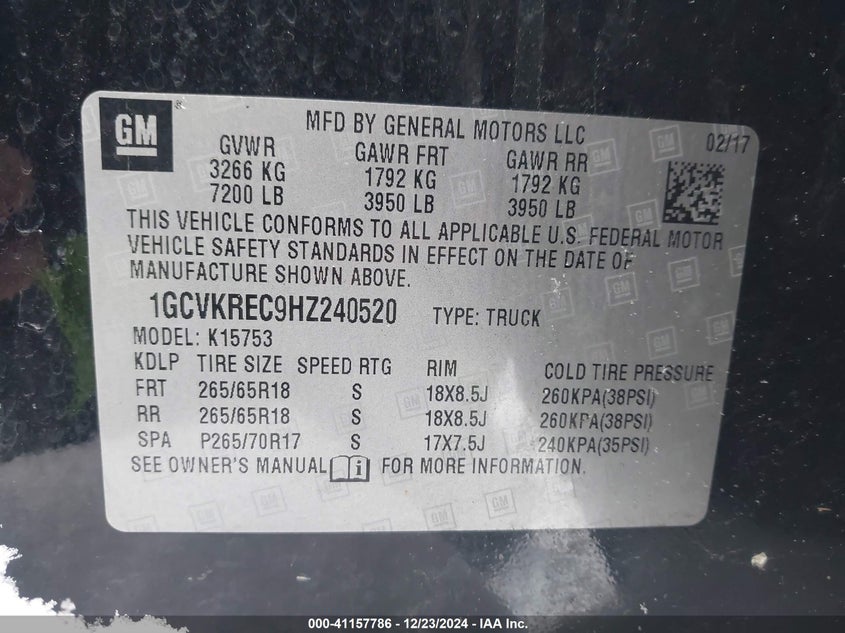 GM
MFD BY GENERAL MOTORS LLC
02/17
GVWR GAWR FRT GAWR RR
3266 KG 1792 KG 1792 KG
7200 LB 3950 LB 3950 LB
THIS VEHICLE CONFORMS TO ALL APPLICABLE U.S. FEDERAL MOTOR
VEHICLE SAFETY STANDARDS IN EFFECT ON THE DATE OF
MANUFACTURE SHOWN ABOVE.
1GCVKREC9HZ240520 TYPE: TRUCK
MODEL: K15753
KDLP TIRE SIZE SPEED RTG RIM COLD TIRE PRESSURE
FRT 265/65R18 S 18X8.5J 260KPA(38PSI)
RR 265/65R18 S 18X8.5J 260KPA(38PSI)
SPA P265/70R17 S 17X7.5J 240KPA(35PSI)
SEE OWNER'S MANUAL i FOR MORE INFORMATION.
000-41157786 - 12/23/2024 - IAA Inc.